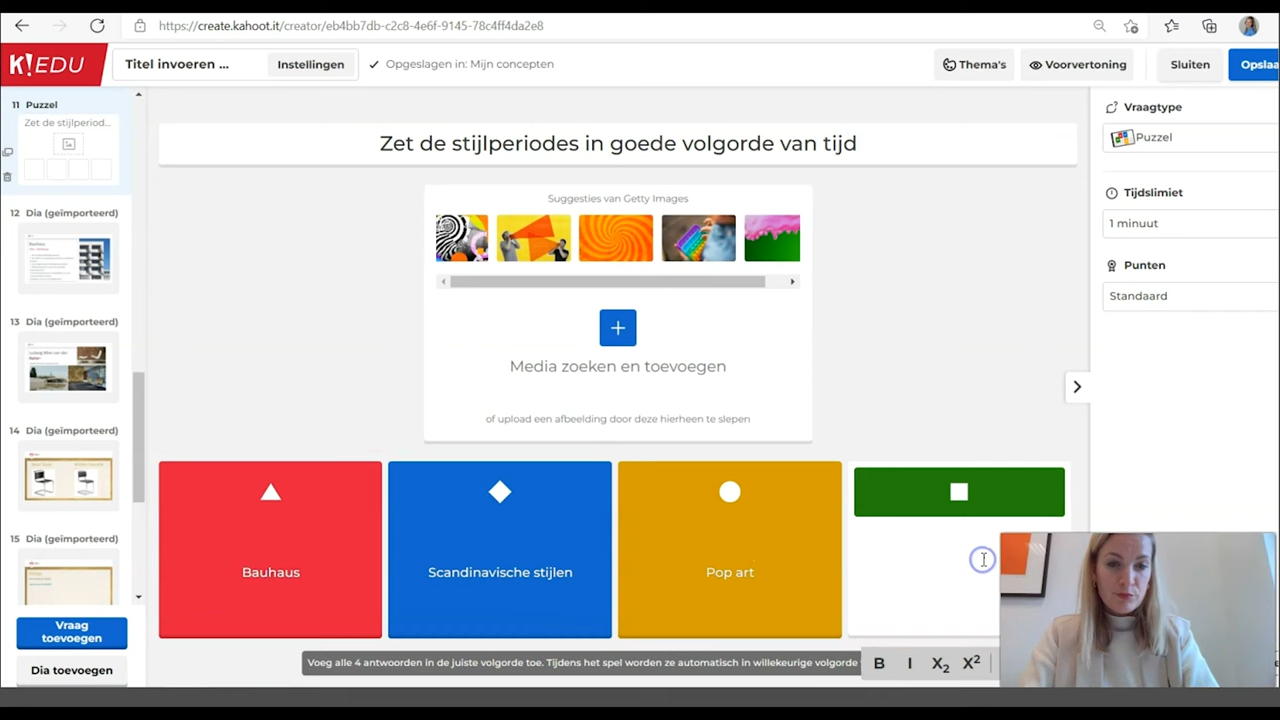 https://create.kahoot.it/creator/eb4bb7db-c2c8-4e6f-9145-78c4ff4da2e8
K!EDU
Titel invoeren ...
Instellingen
Opgeslagen in: Mijn concepten
Thema's
Voorvertoning
Sluiten
Opslaa
11 Puzzel
Zet de stijlperiod...
12 Dia (geïmporteerd)
Bauhaus
13 Dia (geïmporteerd)
14 Dia (geïmporteerd)
15 Dia (geïmporteerd)
Vraag
toevoegen
Dia toevoegen
Zet de stijlperiodes in goede volgorde van tijd
Suggesties van Getty Images
Media zoeken en toevoegen
of upload een afbeelding door deze hierheen te slepen
Bauhaus
Scandinavische stijlen
Pop art
Voeg alle 4 antwoorden in de juiste volgorde toe. Tijdens het spel worden ze automatisch in willekeurige volgorde
B I X2 X2
Vraagtype
Puzzel
Tijdslimiet
1 minuut
Punten
Standaard